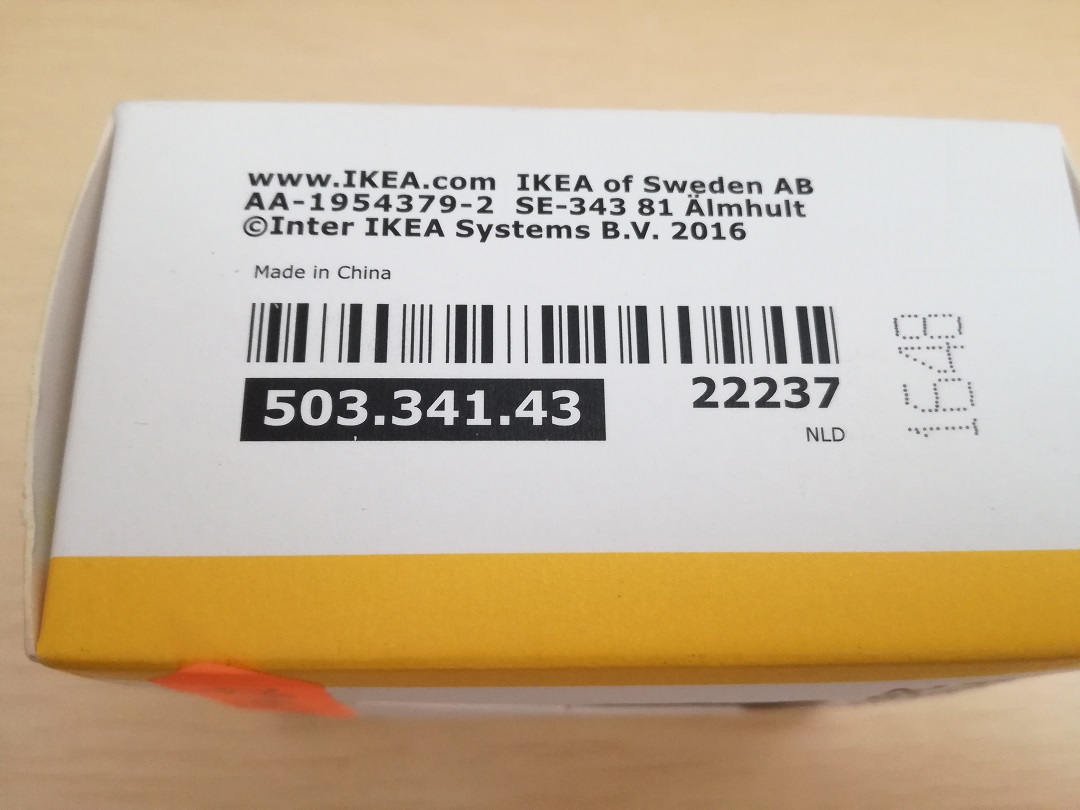 www.IKEA.com IKEA of Sweden AB
AA-1954379-2 SE-343 81 Älmhult
©Inter IKEA Systems B.V. 2016
Made in China
503.341.43
22237
NLD
1648